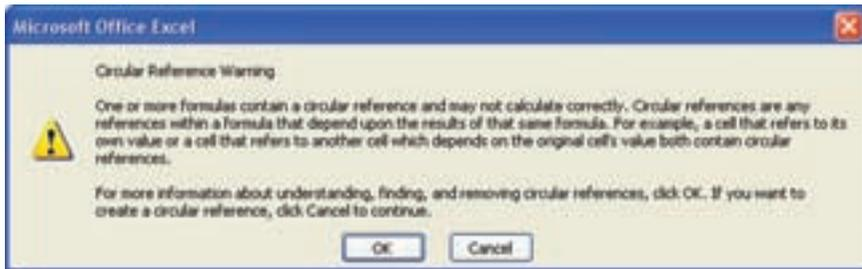 Microsoft Office Excel
Circular Reference Warning
One or more formulas contain a circular reference and may not calculate correctly. Circular references are any
references within a formula that depend upon the results of that same formula. For example, a cell that refers to its
own value or a cell that refers to another cell which depends on the original cell's value both contain circular
references.
For more information about understanding, finding, and removing circular references, click OK. If you want to
create a circular reference, click Cancel to continue.
OK Cancel